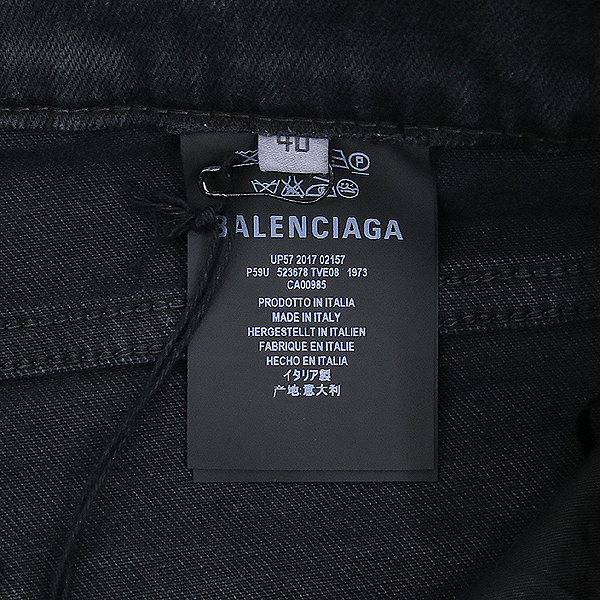 40
P
BALENCIAGA
UP57 2017 02157
P59U 523678 TVE08 1973
CA00985
PRODOTTO IN ITALIA
MADE IN ITALY
HERGESTELLT IN ITALIEN
FABRIQUE EN ITALIE
HECHO EN ITALIA
イタリア製
产地:意大利